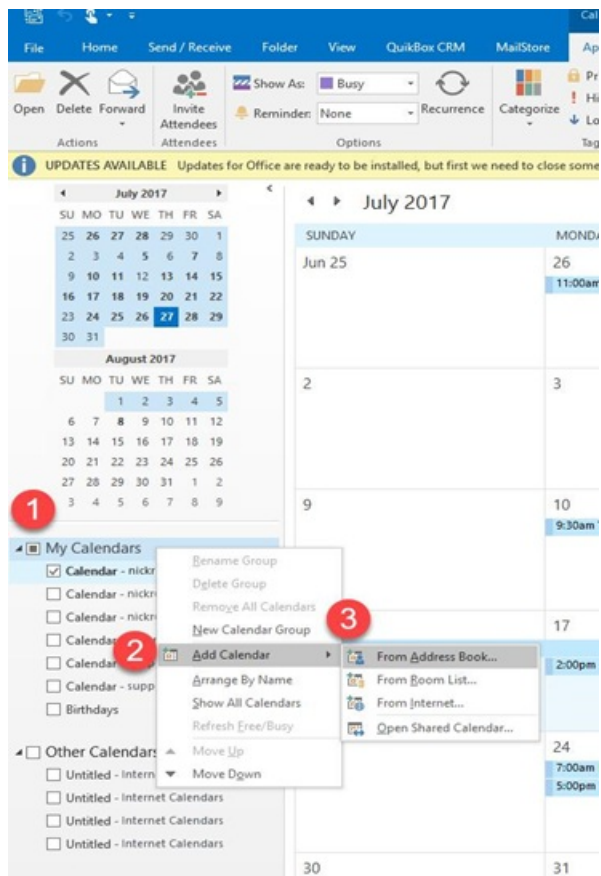 Cal
File Home Send / Receive Folder View QuikBox CRM MailStore Ap
Open Delete Forward Invite Attendees Show As: Busy Recurrence Categorize Pr
Reminder: None Hi
Lo
Actions Attendees Options Tag
UPDATES AVAILABLE Updates for Office are ready to be installed, but first we need to close some
July 2017
SU MO TU WE TH FR SA
25 26 27 28 29 30 1
2 3 4 5 6 7 8
9 10 11 12 13 14 15
16 17 18 19 20 21 22
23 24 25 26 27 28 29
30 31
August 2017
SU MO TU WE TH FR SA
1 2 3 4 5
6 7 8 9 10 11 12
13 14 15 16 17 18 19
20 21 22 23 24 25 26
27 28 29 30 31 1 2
3 4 5 6 7 8 9
1
My Calendars
Calendar - nickr
Calendar - nickr
Calendar - nickr
Calendar
Calendar
Calendar - supp
Birthdays
Other Calendars
Untitled - Intern
Untitled - Internet Calendars
Untitled - Internet Calendars
Untitled - Internet Calendars
Rename Group
Delete Group
Remove All Calendars
New Calendar Group
2
Add Calendar
Arrange By Name
Show All Calendars
Refresh Free/Busy
Move Up
Move Down
3
From Address Book...
From Room List...
From Internet...
Open Shared Calendar...
July 2017
SUNDAY MONDA
Jun 25 26
11:00am
2 3
9 10
9:30am
17
2:00pm
24
7:00am
5:00pm
30 31